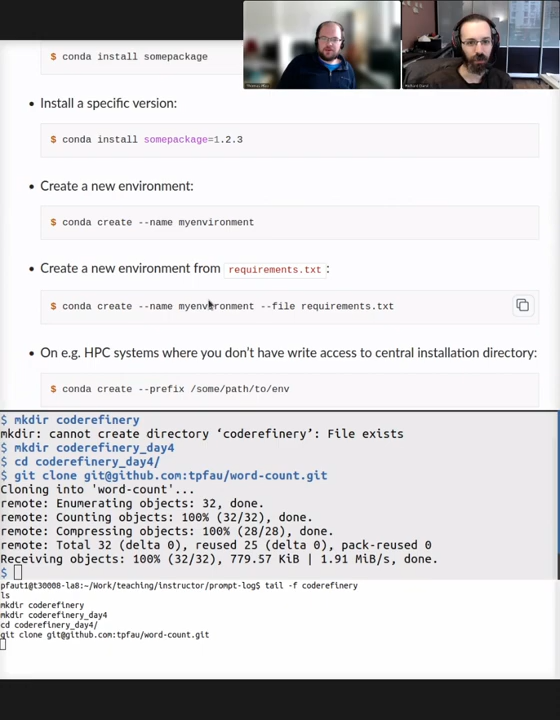 $ conda install somepackage
• Install a specific version:
$ conda install somepackage=1.2.3
• Create a new environment:
$ conda create --name myenvironment
• Create a new environment from requirements.txt :
$ conda create --name myenvironment --file requirements.txt
• On e.g. HPC systems where you don't have write access to central installation directory:
$ conda create --prefix /some/path/to/env
$ mkdir coderefinery
mkdir: cannot create directory ‘coderefinery’: File exists
$ mkdir coderefinery_day4
$ cd coderefinery_day4/
$ git clone git@github.com:tpfau/word-count.git
Cloning into 'word-count'...
remote: Enumerating objects: 32, done.
remote: Counting objects: 100% (32/32), done.
remote: Compressing objects: 100% (28/28), done.
remote: Total 32 (delta 0), reused 25 (delta 0), pack-reused 0
Receiving objects: 100% (32/32), 779.57 KiB | 1.91 MiB/s, done.
$
pfaut1@t30008-la8:~/Work/teaching/instructor/prompt-log$ tail -f coderefinery
ls
mkdir coderefinery
mkdir coderefinery_day4
cd coderefinery_day4/
git clone git@github.com:tpfau/word-count.git